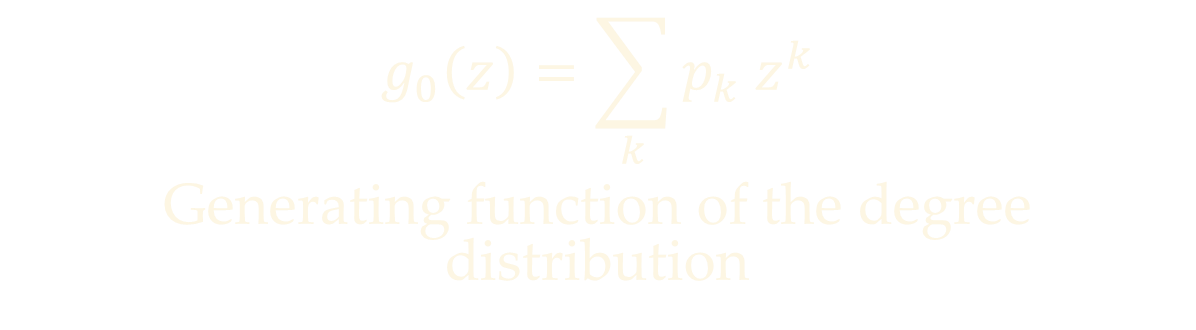 g₀(z) = ∑ₖ pₖ zᵏ
Generating function of the degree
distribution